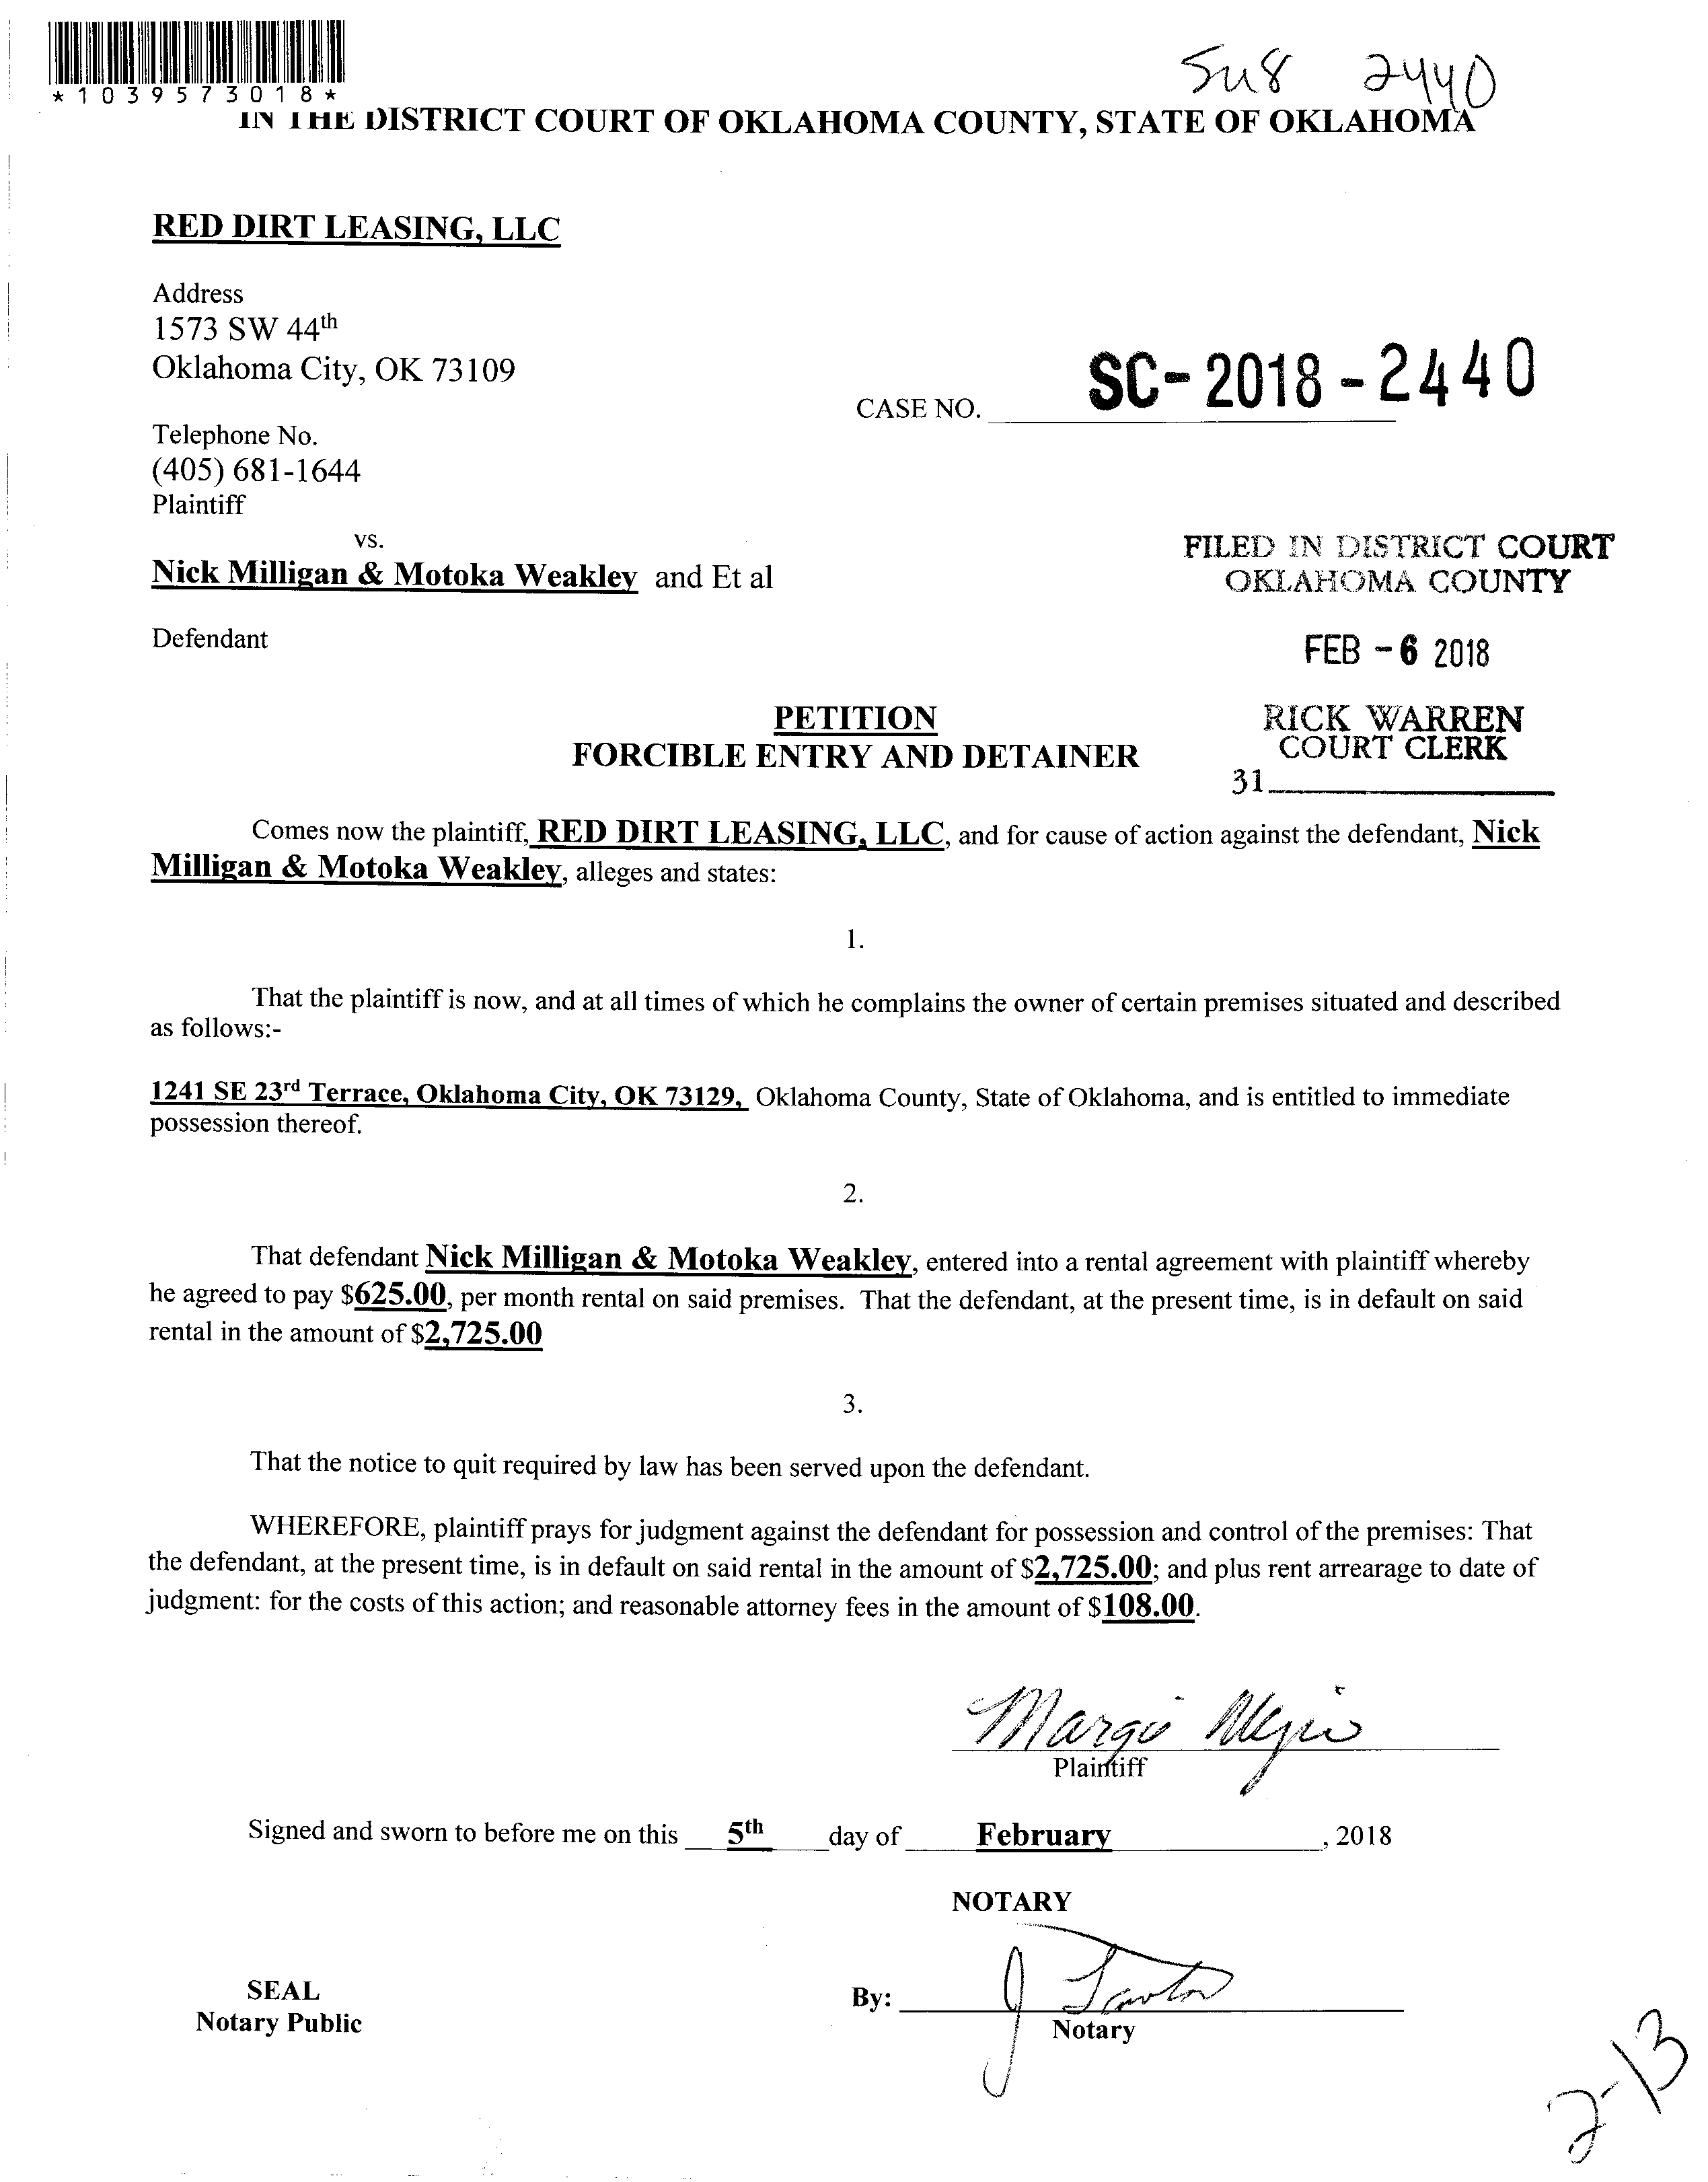 *1039573018*
2440
IN THE DISTRICT COURT OF OKLAHOMA COUNTY, STATE OF OKLAHOMA
RED DIRT LEASING, LLC
Address
1573 SW 44th
Oklahoma City, OK 73109
SC-2018-2440
CASE NO.
Telephone No.
(405) 681-1644
Plaintiff
vs.
Nick Milligan & Motoka Weakley and Et al
Defendant
FILED IN DISTRICT COURT
OKLAHOMA COUNTY
FEB -6 2018
RICK WARREN
COURT CLERK
31
PETITION
FORCIBLE ENTRY AND DETAINER
Comes now the plaintiff, RED DIRT LEASING, LLC, and for cause of action against the defendant, Nick
Milligan & Motoka Weakley, alleges and states:
1.
That the plaintiff is now, and at all times of which he complains the owner of certain premises situated and described
as follows:-
1241 SE 23rd Terrace, Oklahoma City, OK 73129, Oklahoma County, State of Oklahoma, and is entitled to immediate
possession thereof.
2.
That defendant Nick Milligan & Motoka Weakley, entered into a rental agreement with plaintiff whereby
he agreed to pay $625.00, per month rental on said premises. That the defendant, at the present time, is in default on said
rental in the amount of $2,725.00
3.
That the notice to quit required by law has been served upon the defendant.
WHEREFORE, plaintiff prays for judgment against the defendant for possession and control of the premises: That
the defendant, at the present time, is in default on said rental in the amount of $2,725.00; and plus rent arrearage to date of
judgment: for the costs of this action; and reasonable attorney fees in the amount of $108.00.
Plaintiff
Signed and sworn to before me on this 5th day of February, 2018
NOTARY
SEAL
Notary Public
By:
Notary
2-13